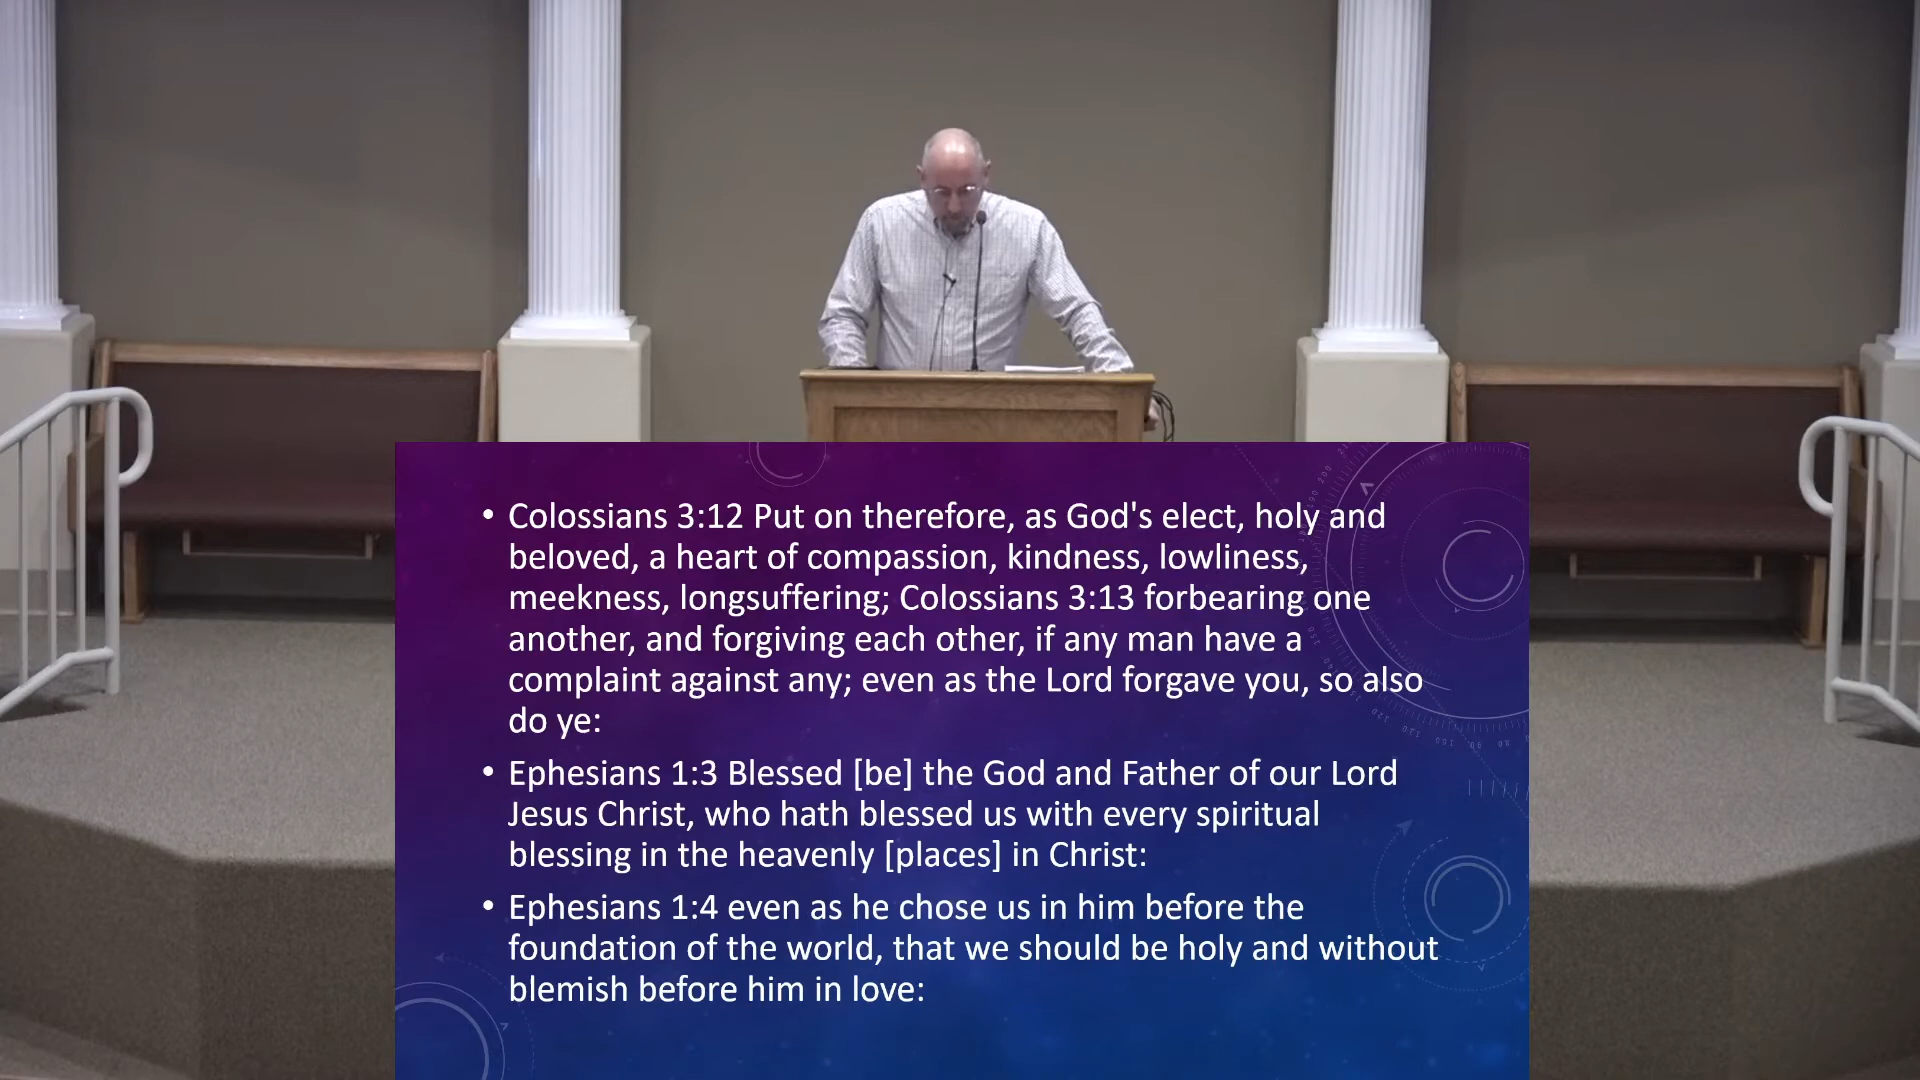 • Colossians 3:12 Put on therefore, as God's elect, holy and
beloved, a heart of compassion, kindness, lowliness,
meekness, longsuffering; Colossians 3:13 forbearing one
another, and forgiving each other, if any man have a
complaint against any; even as the Lord forgave you, so also
do ye:
• Ephesians 1:3 Blessed [be] the God and Father of our Lord
Jesus Christ, who hath blessed us with every spiritual
blessing in the heavenly [places] in Christ:
• Ephesians 1:4 even as he chose us in him before the
foundation of the world, that we should be holy and without
blemish before him in love: